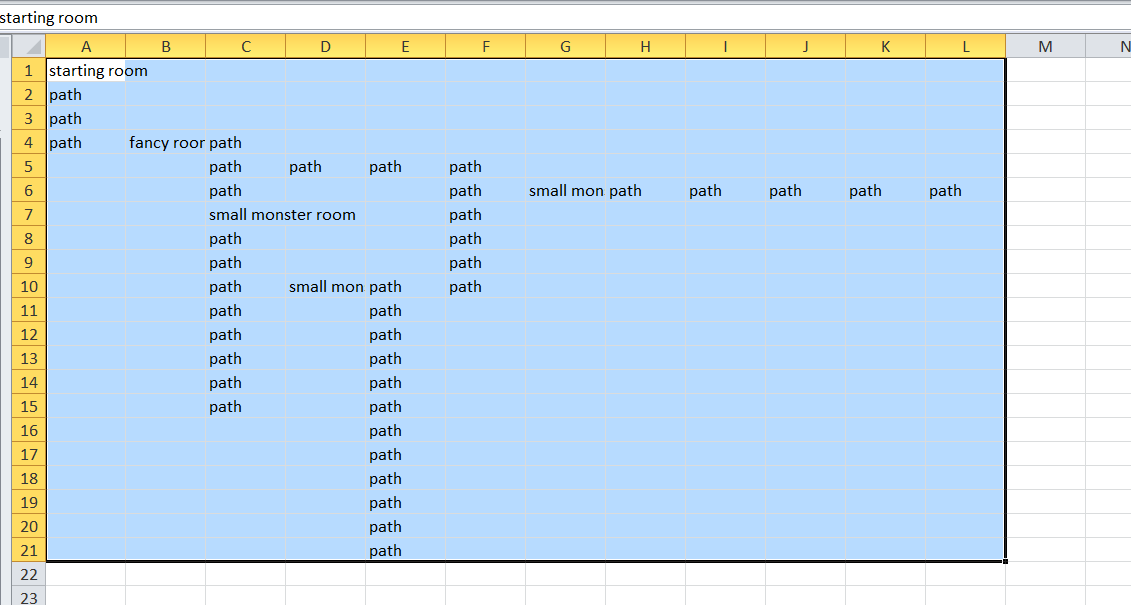 starting room
A B C D E F G H I J K L M N
1 starting room
2 path
3 path
4 path fancy roor path
5 path path path path
6 path path small mon path path path path path
7 small monster room path
8 path path
9 path path
10 path small mon path path
11 path path
12 path path
13 path path
14 path path
15 path path
16 path
17 path
18 path
19 path
20 path
21 path
22
23